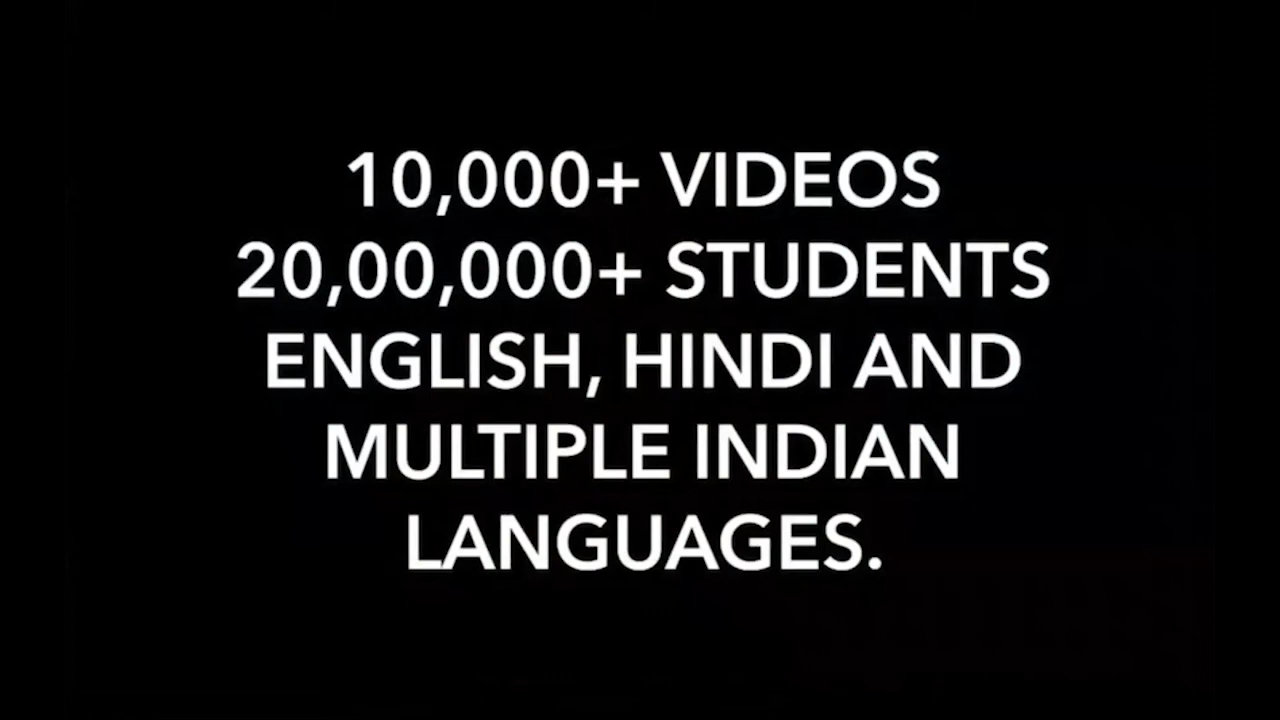 10,000+ VIDEOS
20,00,000+ STUDENTS
ENGLISH, HINDI AND
MULTIPLE INDIAN
LANGUAGES.